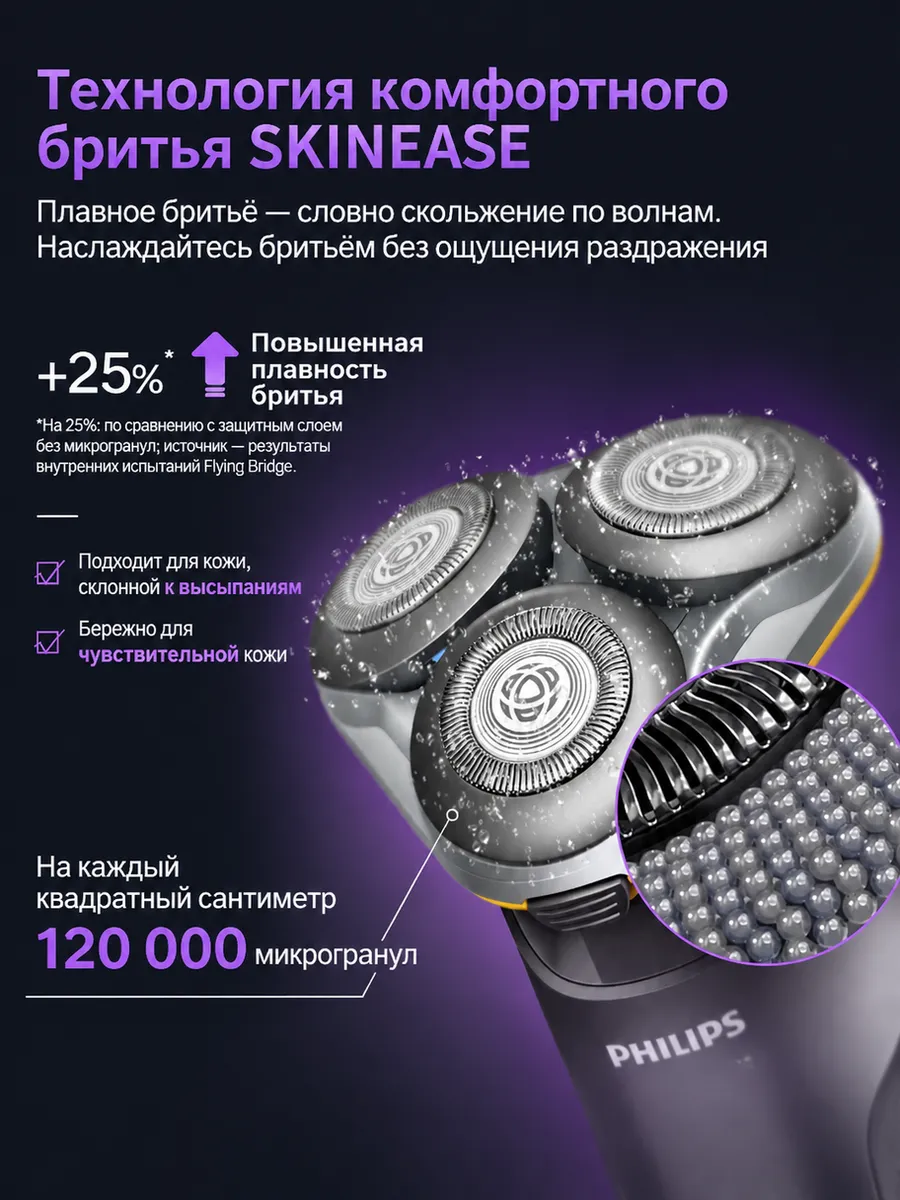 Технология комфортного
бритья SKINEASE
Плавное бритьё — словно скольжение по волнам.
Наслаждайтесь бритьём без ощущения раздражения
+25%*
Повышенная
плавность
бритья
*На 25%: по сравнению с защитным слоем
без микрогранул; источник — результаты
внутренних испытаний Flying Bridge.
Подходит для кожи,
склонной к высыпаниям
Бережно для
чувствительной кожи
На каждый
квадратный сантиметр
120 000 микрогранул
PHILIPS